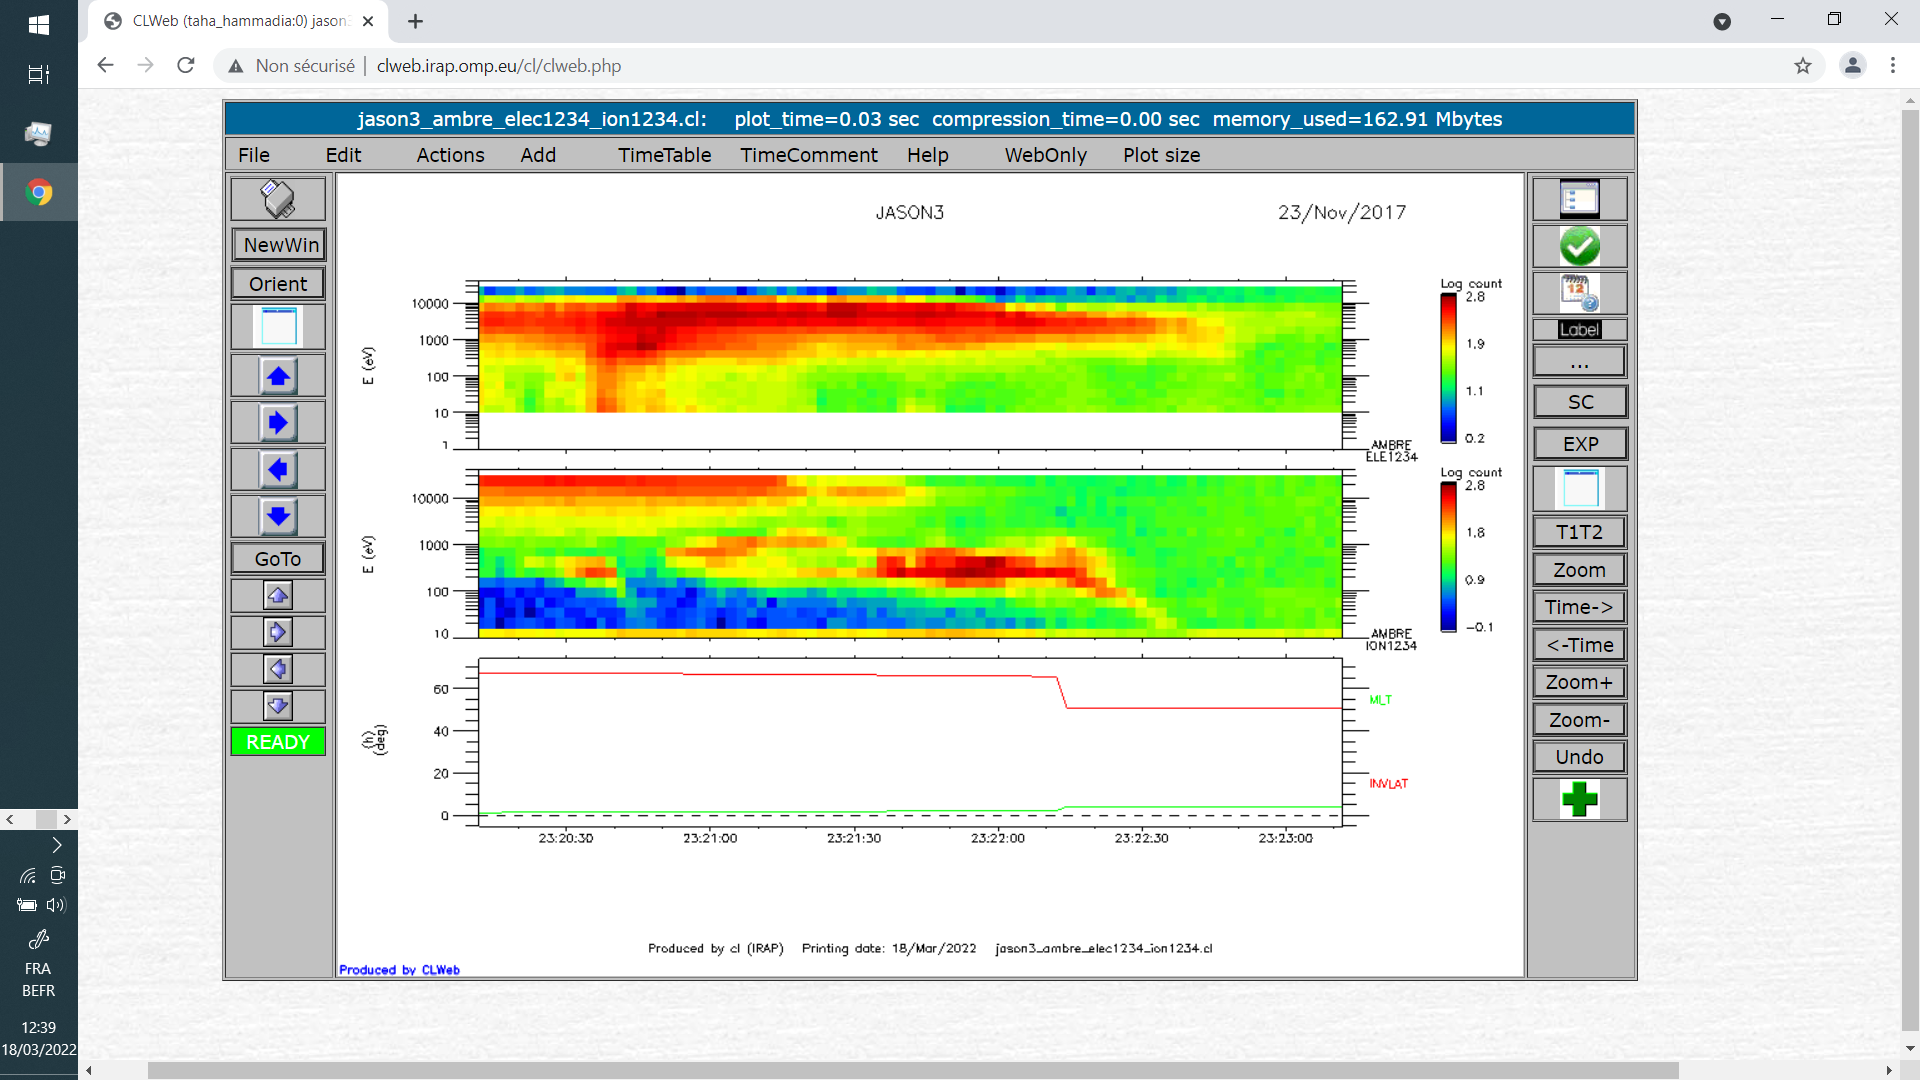 CLWeb (taha_hammadia:0) jason3
Non sécurisé
clweb.irap.omp.eu/cl/clweb.php
jason3_ambre_elec1234_ion1234.cl: plot_time=0.03 sec compression_time=0.00 sec memory_used=162.91 Mbytes
File Edit Actions Add TimeTable TimeComment Help WebOnly Plot size
NewWin
Orient
GoTo
READY
JASON3
23/Nov/2017
E (eV)
10000
1000
100
10
1
Log count
2.8
1.9
1.1
0.2
AMBRE
ELE1234
E (eV)
10000
1000
100
10
Log count
2.8
1.8
0.9
-0.1
AMBRE
ION1234
(h)
(deg)
60
40
20
0
MLT
INVLAT
23:20:30 23:21:00 23:21:30 23:22:00 23:22:30 23:23:00
Produced by cl (IRAP) Printing date: 18/Mar/2022 jason3_ambre_elec1234_ion1234.cl
Produced by CLWeb
12
Label
...
SC
EXP
T1T2
Zoom
Time->
<-Time
Zoom+
Zoom-
Undo
FRA
BEFR
12:39
18/03/2022